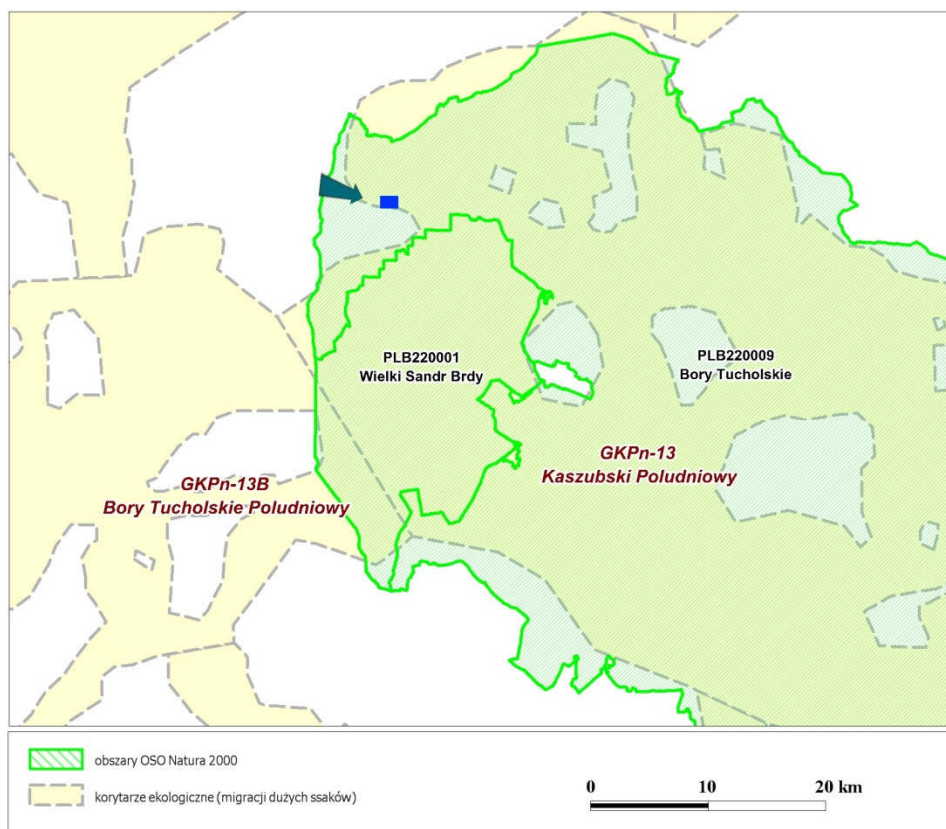 PLB220001
Wielki Sandr Brdy
PLB220009
Bory Tucholskie
GKPn-13
Kaszubski Poludniowy
GKPn-13B
Bory Tucholskie Poludniowy
obszary OSO Natura 2000
korytarze ekologiczne (migracji dużych ssaków)
0 10 20 km